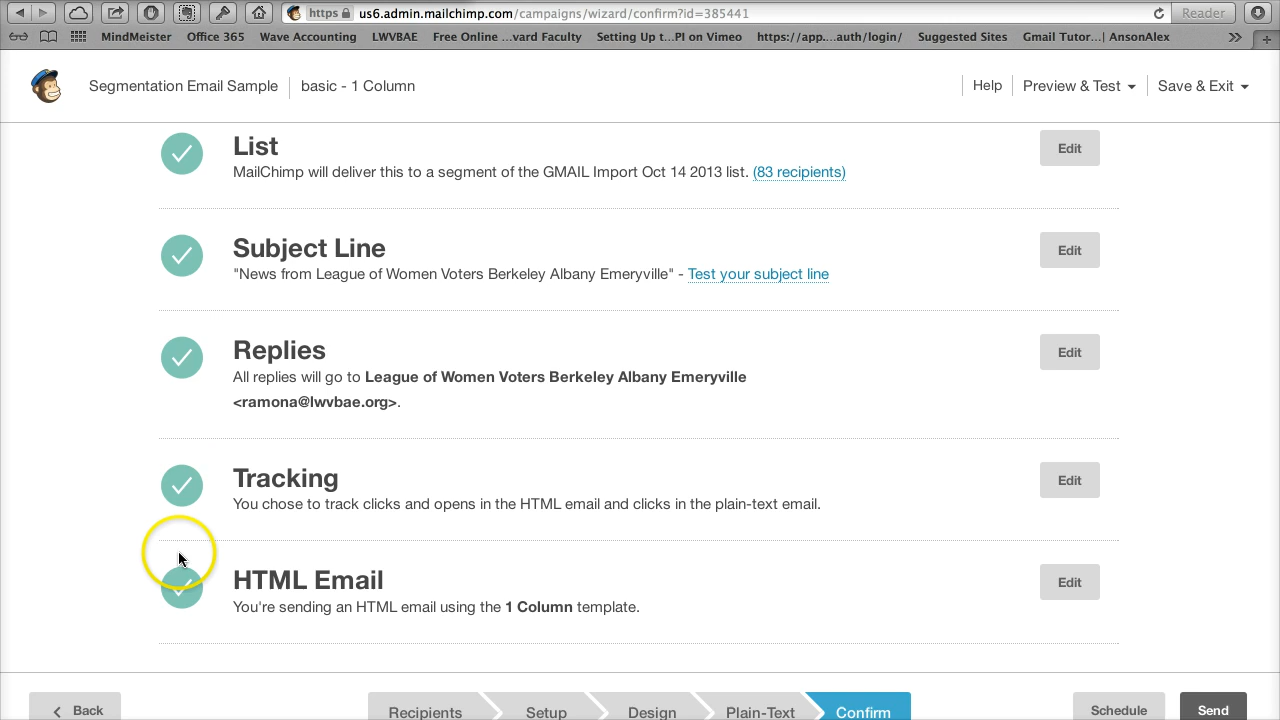 https us6.admin.mailchimp.com/campaigns/wizard/confirm?id=385441 Reader
MindMeister Office 365 Wave Accounting LWVBAE Free Online ...vard Faculty Setting Up t...PI on Vimeo https://app....auth/login/ Suggested Sites Gmail Tutor...| AnsonAlex
Segmentation Email Sample basic - 1 Column Help Preview & Test Save & Exit
List Edit
MailChimp will deliver this to a segment of the GMAIL Import Oct 14 2013 list. (83 recipients)
Subject Line Edit
"News from League of Women Voters Berkeley Albany Emeryville" - Test your subject line
Replies Edit
All replies will go to League of Women Voters Berkeley Albany Emeryville
<ramona@lwvbae.org>.
Tracking Edit
You chose to track clicks and opens in the HTML email and clicks in the plain-text email.
HTML Email Edit
You're sending an HTML email using the 1 Column template.
Back Recipients Setup Design Plain-Text Confirm Schedule Send